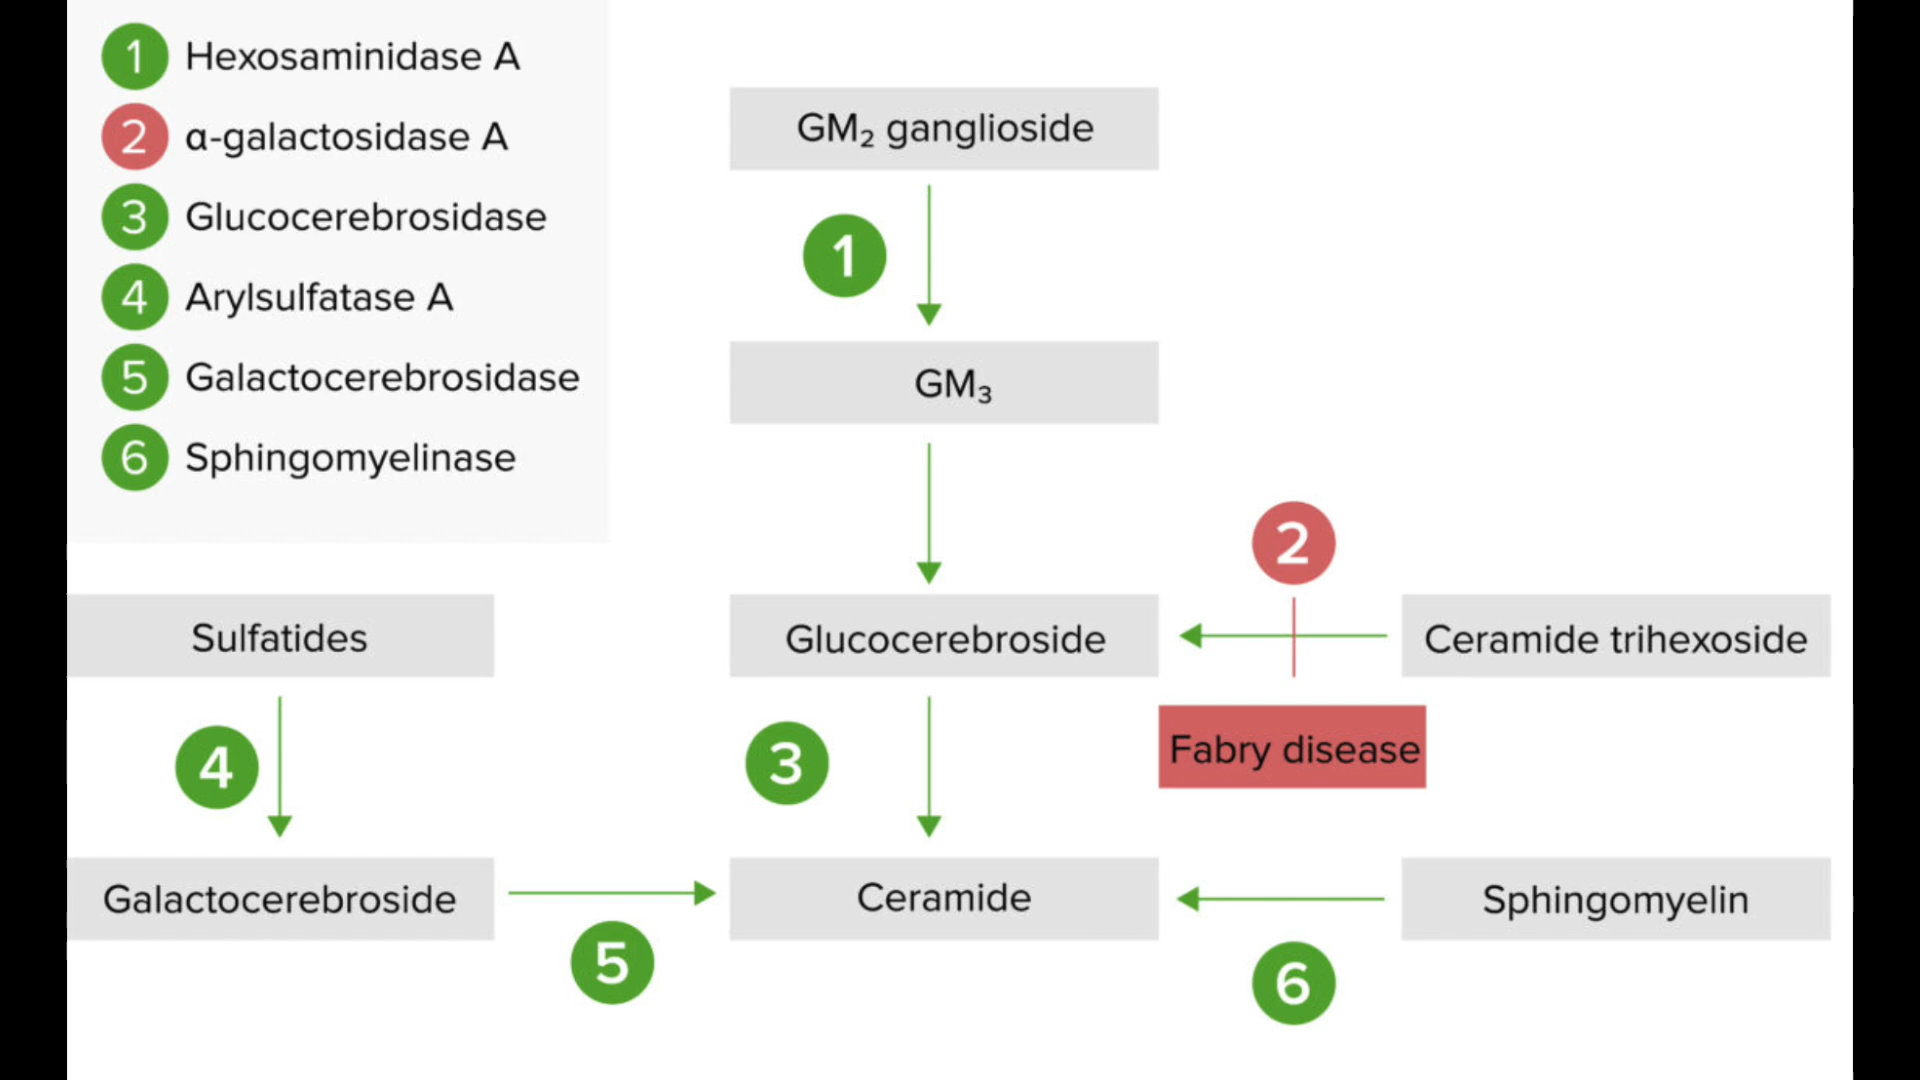 1 Hexosaminidase A
2 α-galactosidase A
3 Glucocerebrosidase
4 Arylsulfatase A
5 Galactocerebrosidase
6 Sphingomyelinase
GM₂ ganglioside
1
GM₃
2
Sulfatides
Glucocerebroside
Ceramide trihexoside
4
3
Fabry disease
Galactocerebroside
Ceramide
Sphingomyelin
5
6